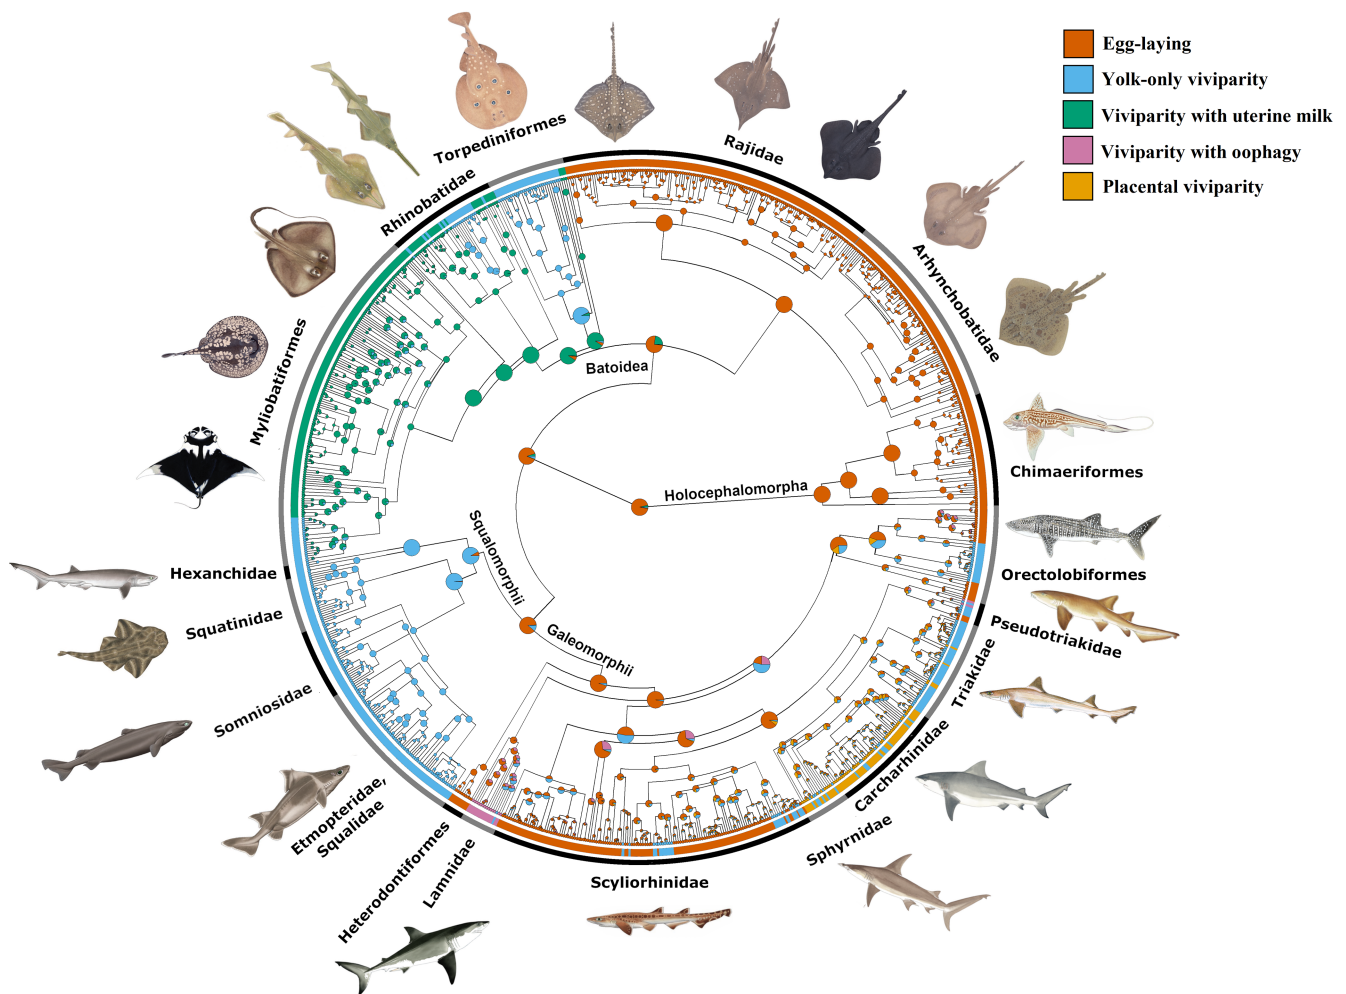 Egg-laying
Yolk-only viviparity
Viviparity with uterine milk
Viviparity with oophagy
Placental viviparity
Torpediniformes
Rajidae
Rhinobatidae
Arhynchobatidae
Myliobatiformes
Batoidea
Chimaeriformes
Holocephalomorpha
Squalomorphii
Hexanchidae
Orectolobiformes
Squatinidae
Pseudotriakidae
Galeomorphii
Triakidae
Somniosidae
Carcharhinidae
Etmopteridae,
Squalidae
Sphyrnidae
Heterodontiformes
Lamnidae
Scyliorhinidae